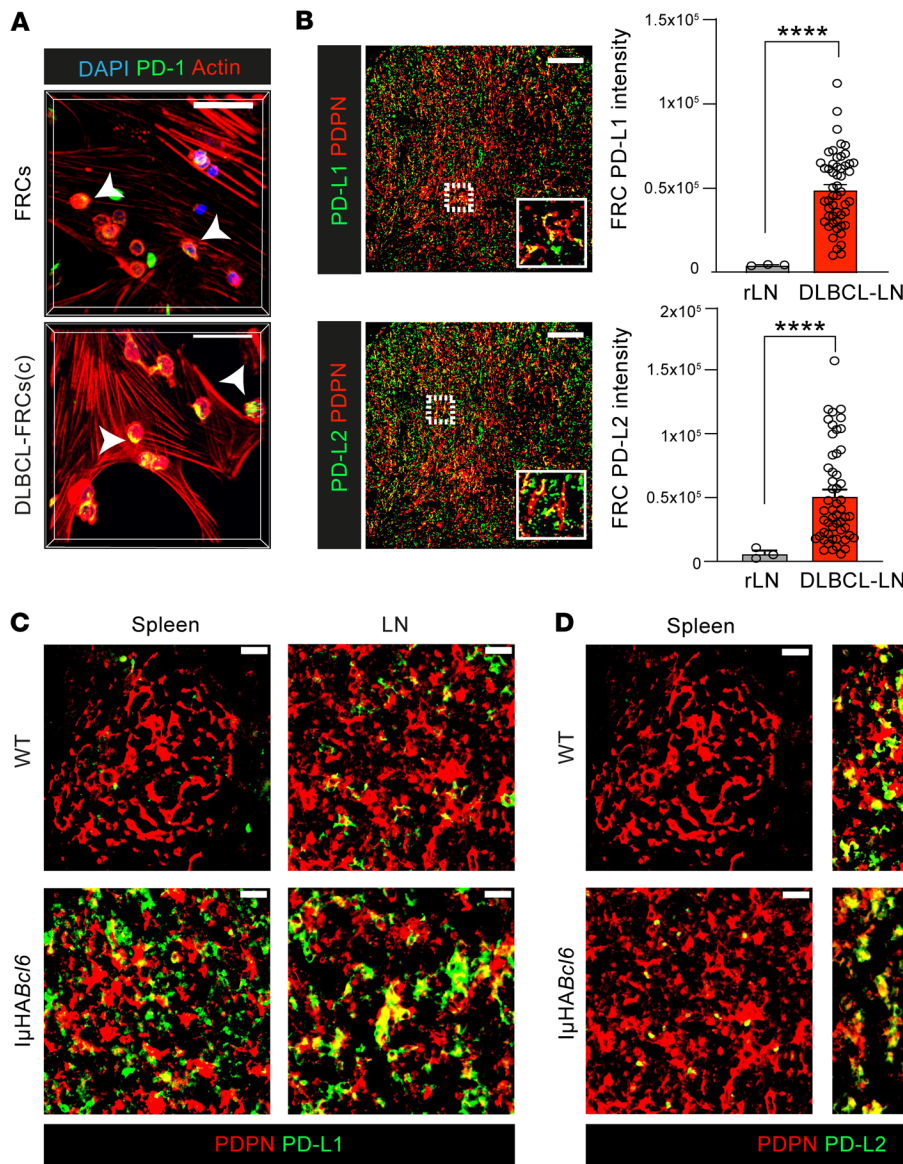 A
DAPI PD-1 Actin
FRCs
DLBCL-FRCs(c)
B
PD-L1 PDPN
FRC PD-L1 intensity
1.5x10⁵
1x10⁵
0.5x10⁵
0
****
rLN DLBCL-LN
PD-L2 PDPN
FRC PD-L2 intensity
2x10⁵
1.5x10⁵
1x10⁵
0.5x10⁵
0
****
rLN DLBCL-LN
C
Spleen LN
WT
IμHABcl6
PDPN PD-L1
D
Spleen
WT
IμHABcl6
PDPN PD-L2